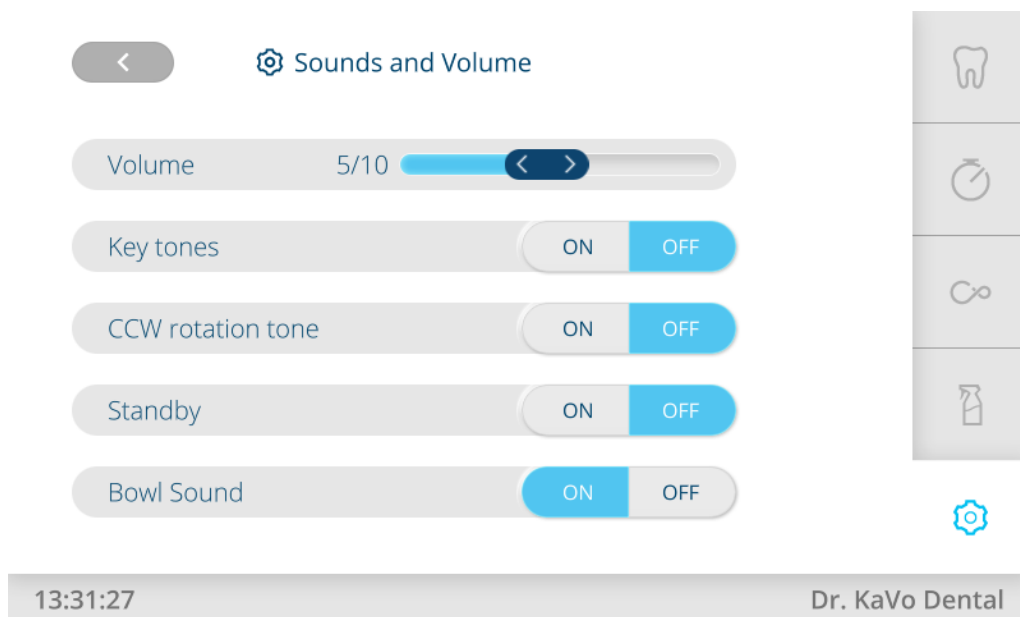 Sounds and Volume
Volume 5/10
Key tones ON OFF
CCW rotation tone ON OFF
Standby ON OFF
Bowl Sound ON OFF
13:31:27 Dr. KaVo Dental